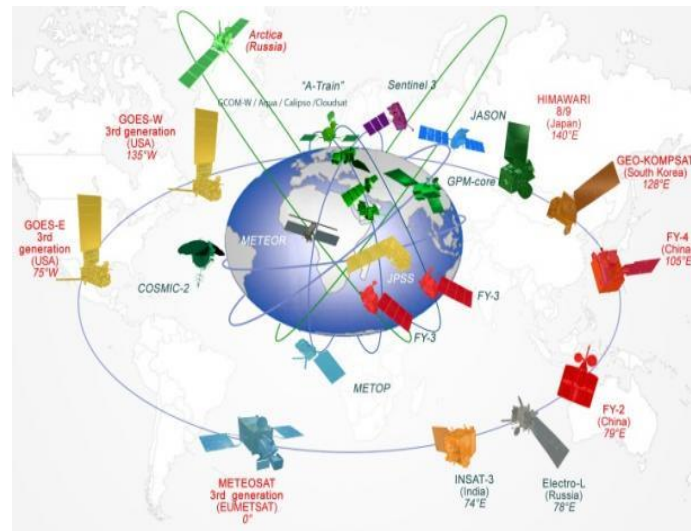 Arctica
(Russia)
"A-Train"
GCOM-W / Aqua / Calipso /Cloudsat
Sentinel 3
JASON
HIMAWARI
8/9
(Japan)
140°E
GOES-W
3rd generation
(USA)
135°W
GEO-KOMPSAT
(South Korea)
128°E
GPM-core
GOES-E
3rd
generation
(USA)
75°W
METEOR
FY-4
(China)
105°E
COSMIC-2
JPSS
FY-3
FY-3
METOP
FY-2
(China)
79°E
METEOSAT
3rd generation
(EUMETSAT)
0°
INSAT-3
(India)
74°E
Electro-L
(Russia)
78°E